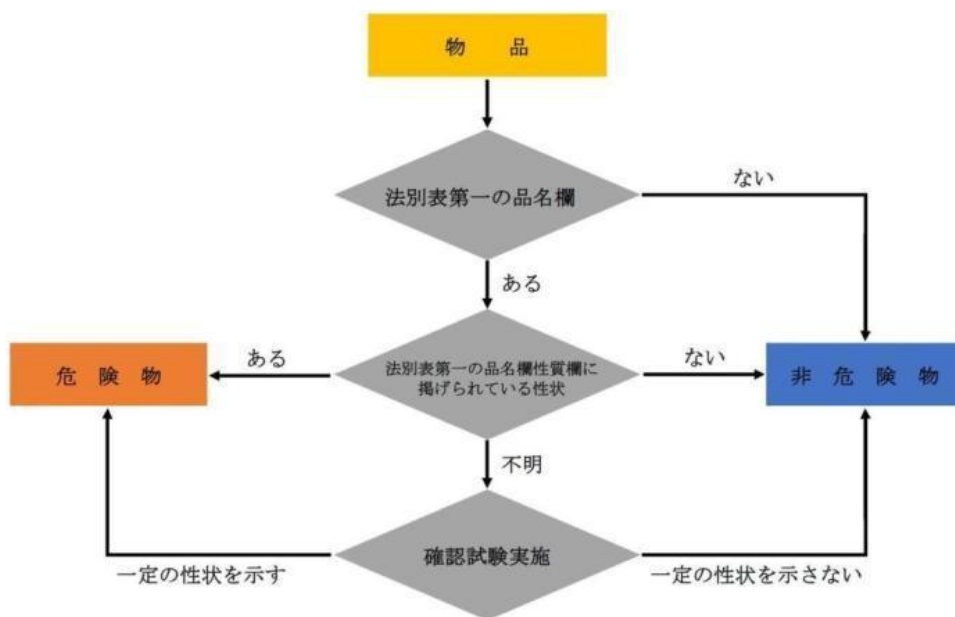 物　品
法別表第一の品名欄
ない
ある
危　険　物
ある
法別表第一の品名欄性質欄に
掲げられている性状
ない
非　危　険　物
不明
確認試験実施
一定の性状を示す
一定の性状を示さない